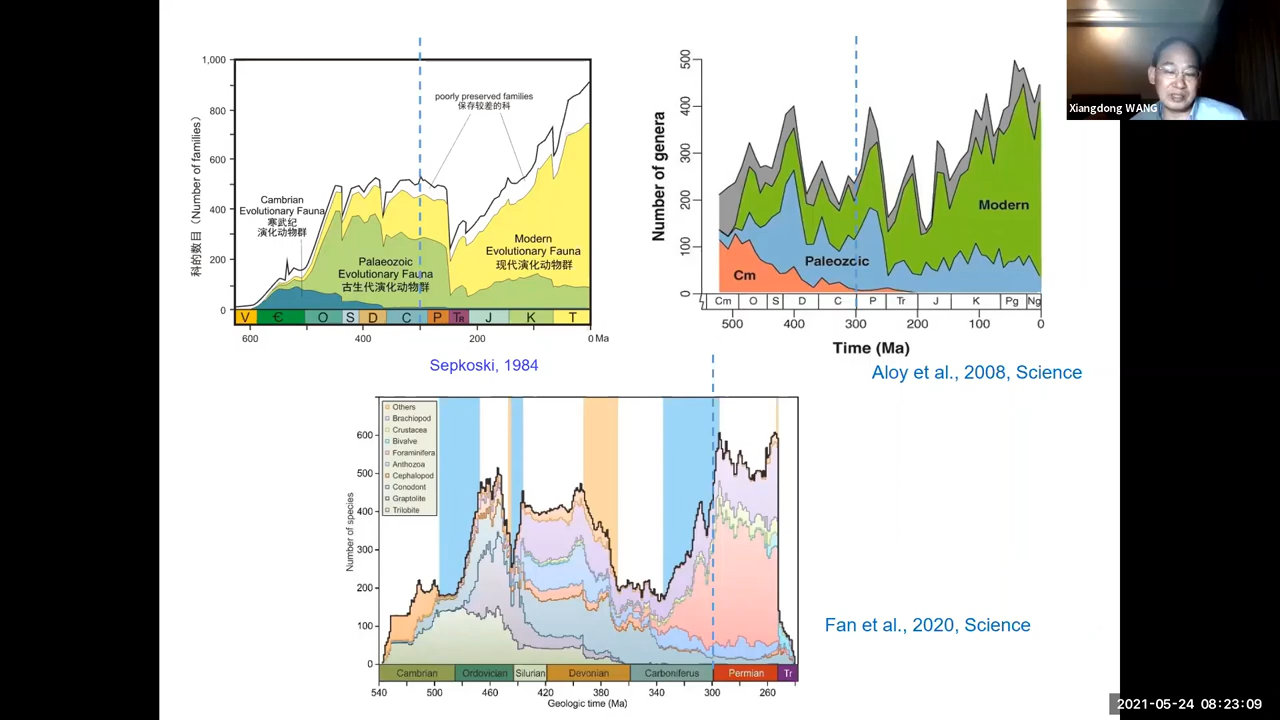 1,000
800
600
400
200
0
科的数目（Number of families）
poorly preserved families
保存较差的科
Cambrian
Evolutionary Fauna
寒武纪
演化动物群
Palaeozoic
Evolutionary Fauna
古生代演化动物群
Modern
Evolutionary Fauna
现代演化动物群
V Є O S D C P TR J K T
600 400 200 0 Ma
Sepkoski, 1984
500
400
300
200
100
0
Number of genera
Cm
Paleozoic
Modern
Cm O S D C P Tr J K Pg Ng
500 400 300 200 100 0
Time (Ma)
Aloy et al., 2008, Science
Xiangdong WANG
Others
Brachiopod
Crustacea
Bivalve
Foraminifera
Anthozoa
Cephalopod
Conodont
Graptolite
Trilobite
600
500
400
300
200
100
0
Number of species
Cambrian Ordovician Silurian Devonian Carboniferus Permian Tr
540 500 460 420 380 340 300 260
Geologic time (Ma)
Fan et al., 2020, Science
2021-05-24 08:23:09